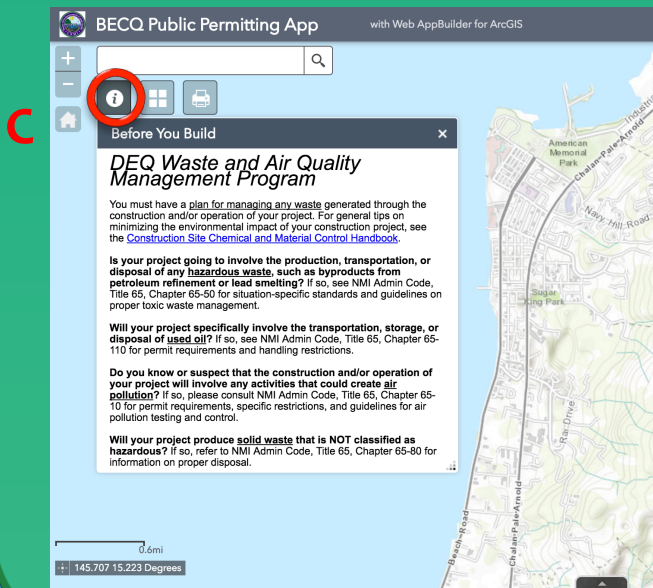 BECQ Public Permitting App
with Web AppBuilder for ArcGIS
+
−
C
i
Before You Build
×
DEQ Waste and Air Quality
Management Program
You must have a plan for managing any waste generated through the
construction and/or operation of your project. For general tips on
minimizing the environmental impact of your construction project, see
the Construction Site Chemical and Material Control Handbook.
Is your project going to involve the production, transportation, or
disposal of any hazardous waste, such as byproducts from
petroleum refinement or lead smelting? If so, see NMI Admin Code,
Title 65, Chapter 65-50 for situation-specific standards and guidelines on
proper toxic waste management.
Will your project specifically involve the transportation, storage, or
disposal of used oil? If so, see NMI Admin Code, Title 65, Chapter 65-
110 for permit requirements and handling restrictions.
Do you know or suspect that the construction and/or operation of
your project will involve any activities that could create air
pollution? If so, please consult NMI Admin Code, Title 65, Chapter 65-
10 for permit requirements, specific restrictions, and guidelines for air
pollution testing and control.
Will your project produce solid waste that is NOT classified as
hazardous? If so, refer to NMI Admin Code, Title 65, Chapter 65-80 for
information on proper disposal.
American
Memorial
Park
Chalan-Pale-Arnold
Navy-Hill-Road
Sugar
King Park
Rai-Drive
Chalan-Pale-Arnold
Beach-Road
0.6mi
145.707 15.223 Degrees